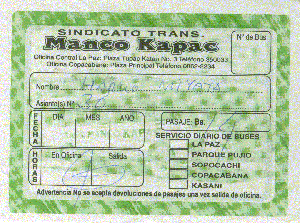 SINDICATO TRANS.
Manco Kapac
Nº de Bus
Oficina Central La Paz: Plaza Tupac Katari No. 3 Teléfono 350033
Oficina Copacabana: Plaza Principal Teléfono 0862-2234
Nombre
Asiento(s) Nº
FECHA
DIA MES AÑO
PASAJE: Bs.
SERVICIO DIARIO DE BUSES
HORAS
En Oficina Salida
LA PAZ
PARQUE PUJIO
SOPOCACHI
COPACABANA
KASANI
Advertencia No se acepta devoluciones de pasajes una vez salida de oficina.